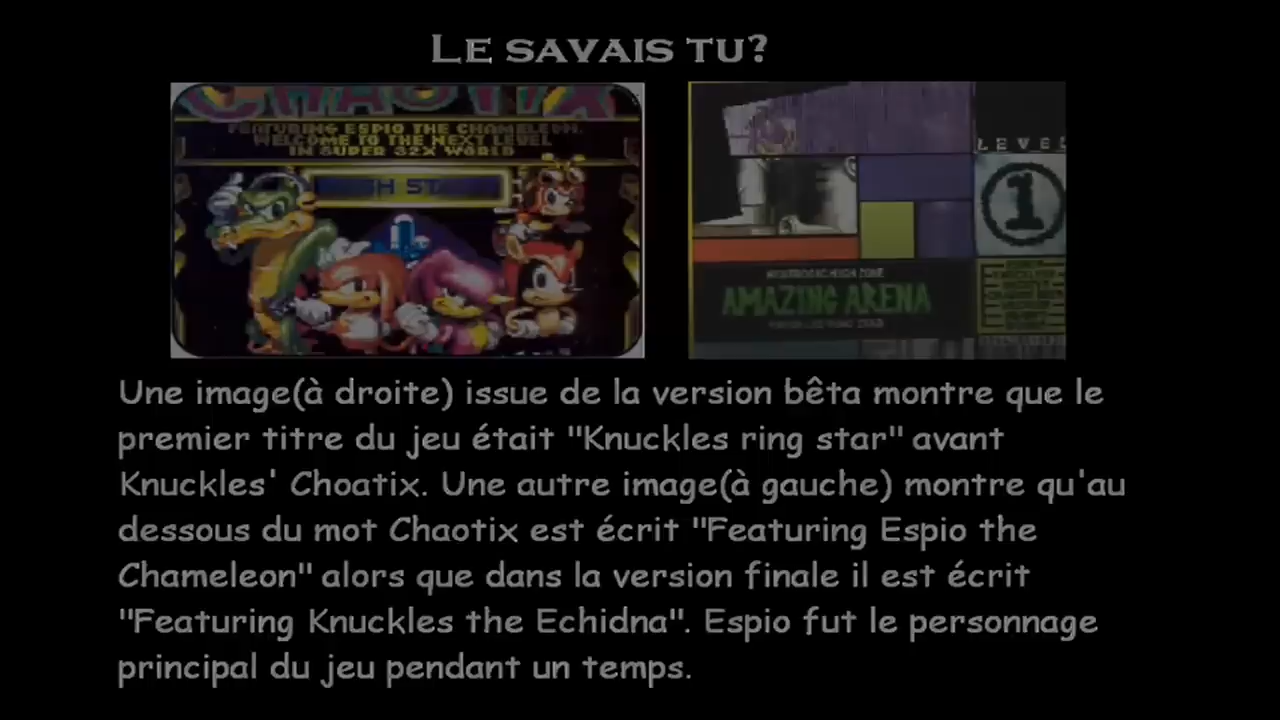 LE SAVAIS TU?
CHAOTIX
FEATURING ESPIO THE CHAMELEON.
WELCOME TO THE NEXT LEVEL
IN SUPER 32X WORLD
LEVEL
1
AMAZING ARENA
Une image(à droite) issue de la version bêta montre que le
premier titre du jeu était "Knuckles ring star" avant
Knuckles' Choatix. Une autre image(à gauche) montre qu'au
dessous du mot Chaotix est écrit "Featuring Espio the
Chameleon" alors que dans la version finale il est écrit
"Featuring Knuckles the Echidna". Espio fut le personnage
principal du jeu pendant un temps.